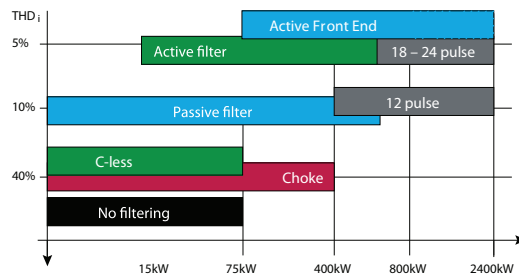 THD i
Active Front End
5%
Active filter
18 – 24 pulse
12 pulse
10%
Passive filter
C-less
40%
Choke
No filtering
15kW
75kW
400kW
800kW
2400kW